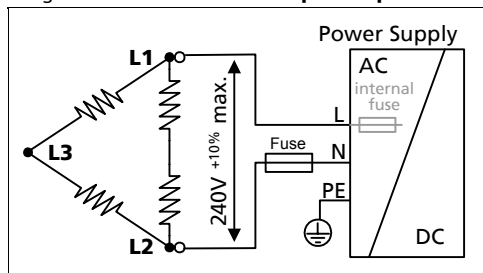 Power Supply
L1
AC
internal
fuse
L
L3
240V +10% max.
Fuse
N
PE
L2
DC